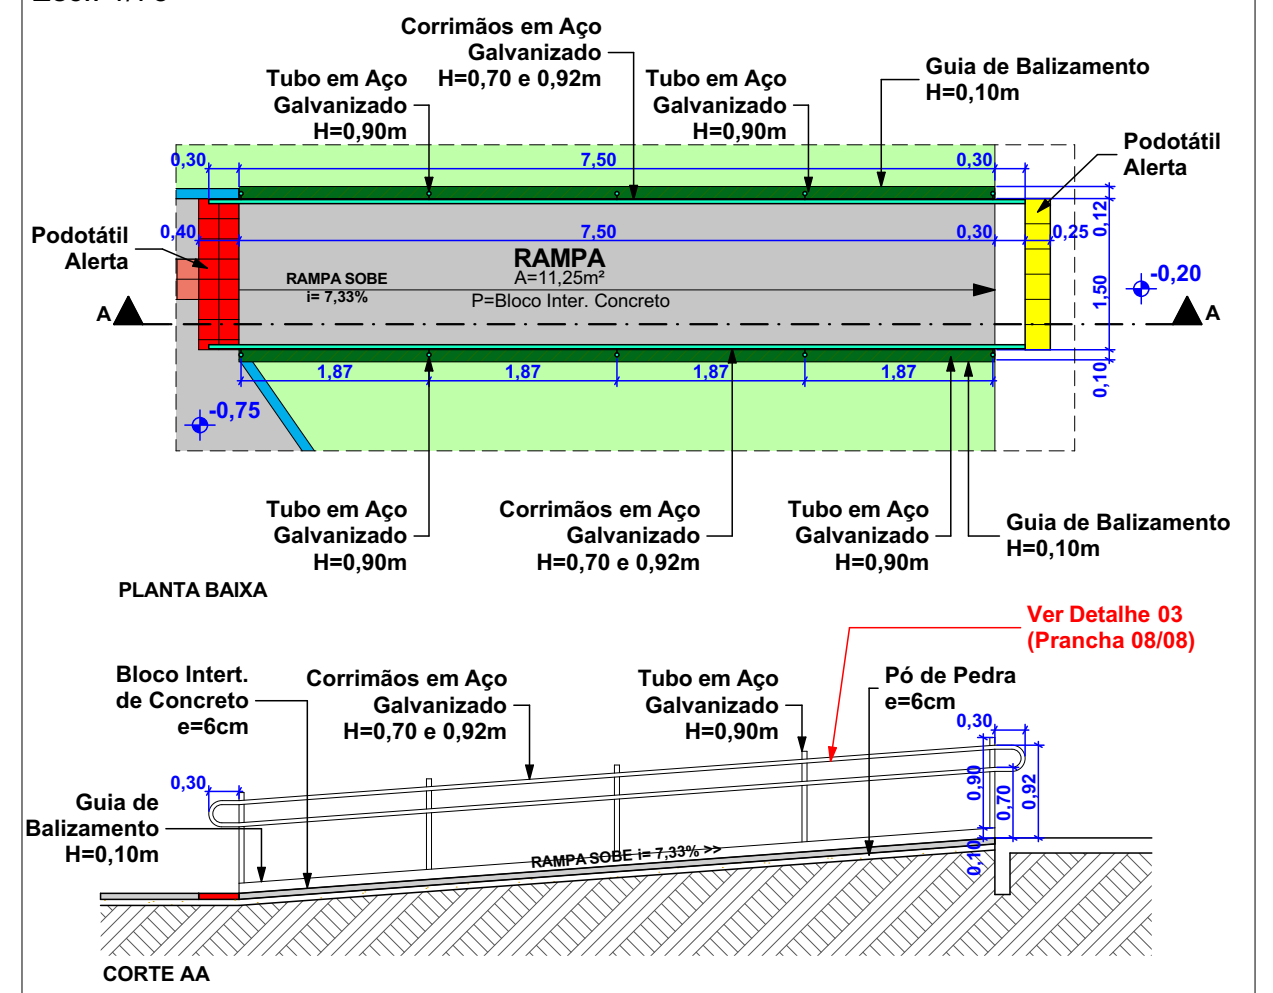 Corrimãos em Aço
Galvanizado
H=0,70 e 0,92m
Tubo em Aço
Galvanizado
H=0,90m
Tubo em Aço
Galvanizado
H=0,90m
Guia de Balizamento
H=0,10m
Podotátil
Alerta
0,30
7,50
0,30
0,12
Podotátil
Alerta
0,40
7,50
0,30
0,25
RAMPA
A=11,25m²
P=Bloco Inter. Concreto
RAMPA SOBE
i= 7,33%
-0,20
1,50
A
A
0,10
1,87
1,87
1,87
1,87
-0,75
Tubo em Aço
Galvanizado
H=0,90m
Corrimãos em Aço
Galvanizado
H=0,70 e 0,92m
Tubo em Aço
Galvanizado
H=0,90m
Guia de Balizamento
H=0,10m
PLANTA BAIXA
Ver Detalhe 03
(Prancha 08/08)
Bloco Intert.
de Concreto
e=6cm
Corrimãos em Aço
Galvanizado
H=0,70 e 0,92m
Tubo em Aço
Galvanizado
H=0,90m
Pó de Pedra
e=6cm
0,30
0,30
0,90
0,70
0,92
0,10
Guia de
Balizamento
H=0,10m
RAMPA SOBE i= 7,33% >>
CORTE AA